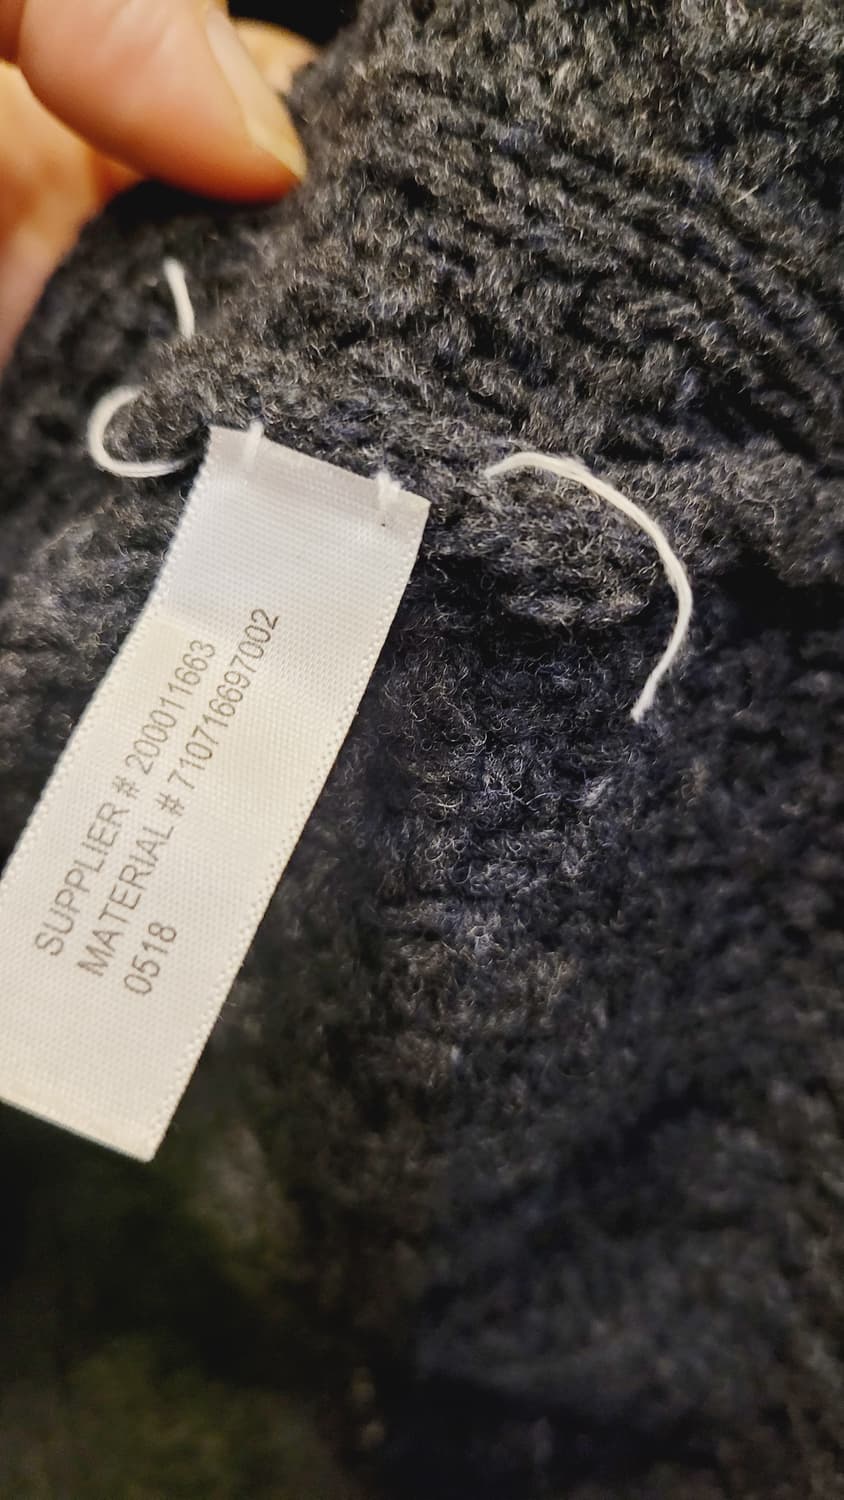 SUPPLIER # 200011663
MATERIAL # 710716697002
0518